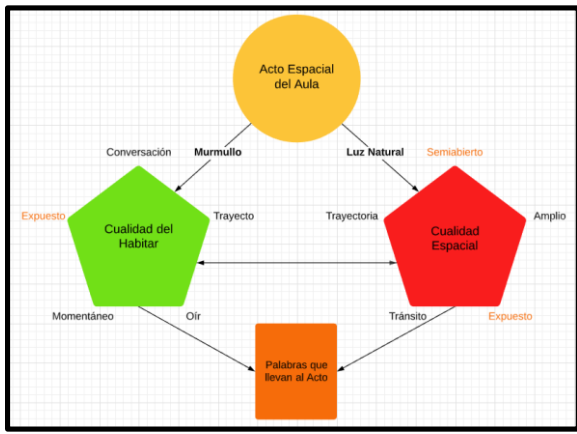 Acto Espacial
del Aula
Conversación
Murmullo
Luz Natural
Semiabierto
Expuesto
Cualidad del
Habitar
Trayecto
Trayectoria
Cualidad
Espacial
Amplio
Momentáneo
Oír
Tránsito
Expuesto
Palabras que
llevan al Acto